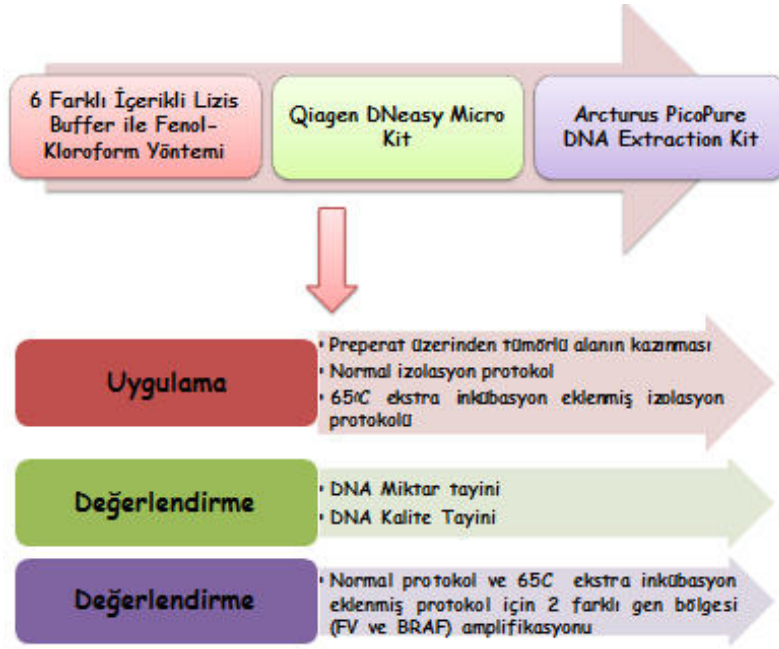 6 Farklı İçerikli Lizis
Buffer ile Fenol-
Kloroform Yöntemi
Qiagen DNeasy Micro
Kit
Arcturus PicoPure
DNA Extraction Kit
Uygulama
• Preperat üzerinden tümörlü alanın kazınması
• Normal izolasyon protokol
• 65ºC ekstra inkübasyon eklenmiş izolasyon
protokolü
Değerlendirme
• DNA Miktar tayini
• DNA Kalite Tayini
Değerlendirme
• Normal protokol ve 65C ekstra inkübasyon
eklenmiş protokol için 2 farklı gen bölgesi
(FV ve BRAF) amplifikasyonu